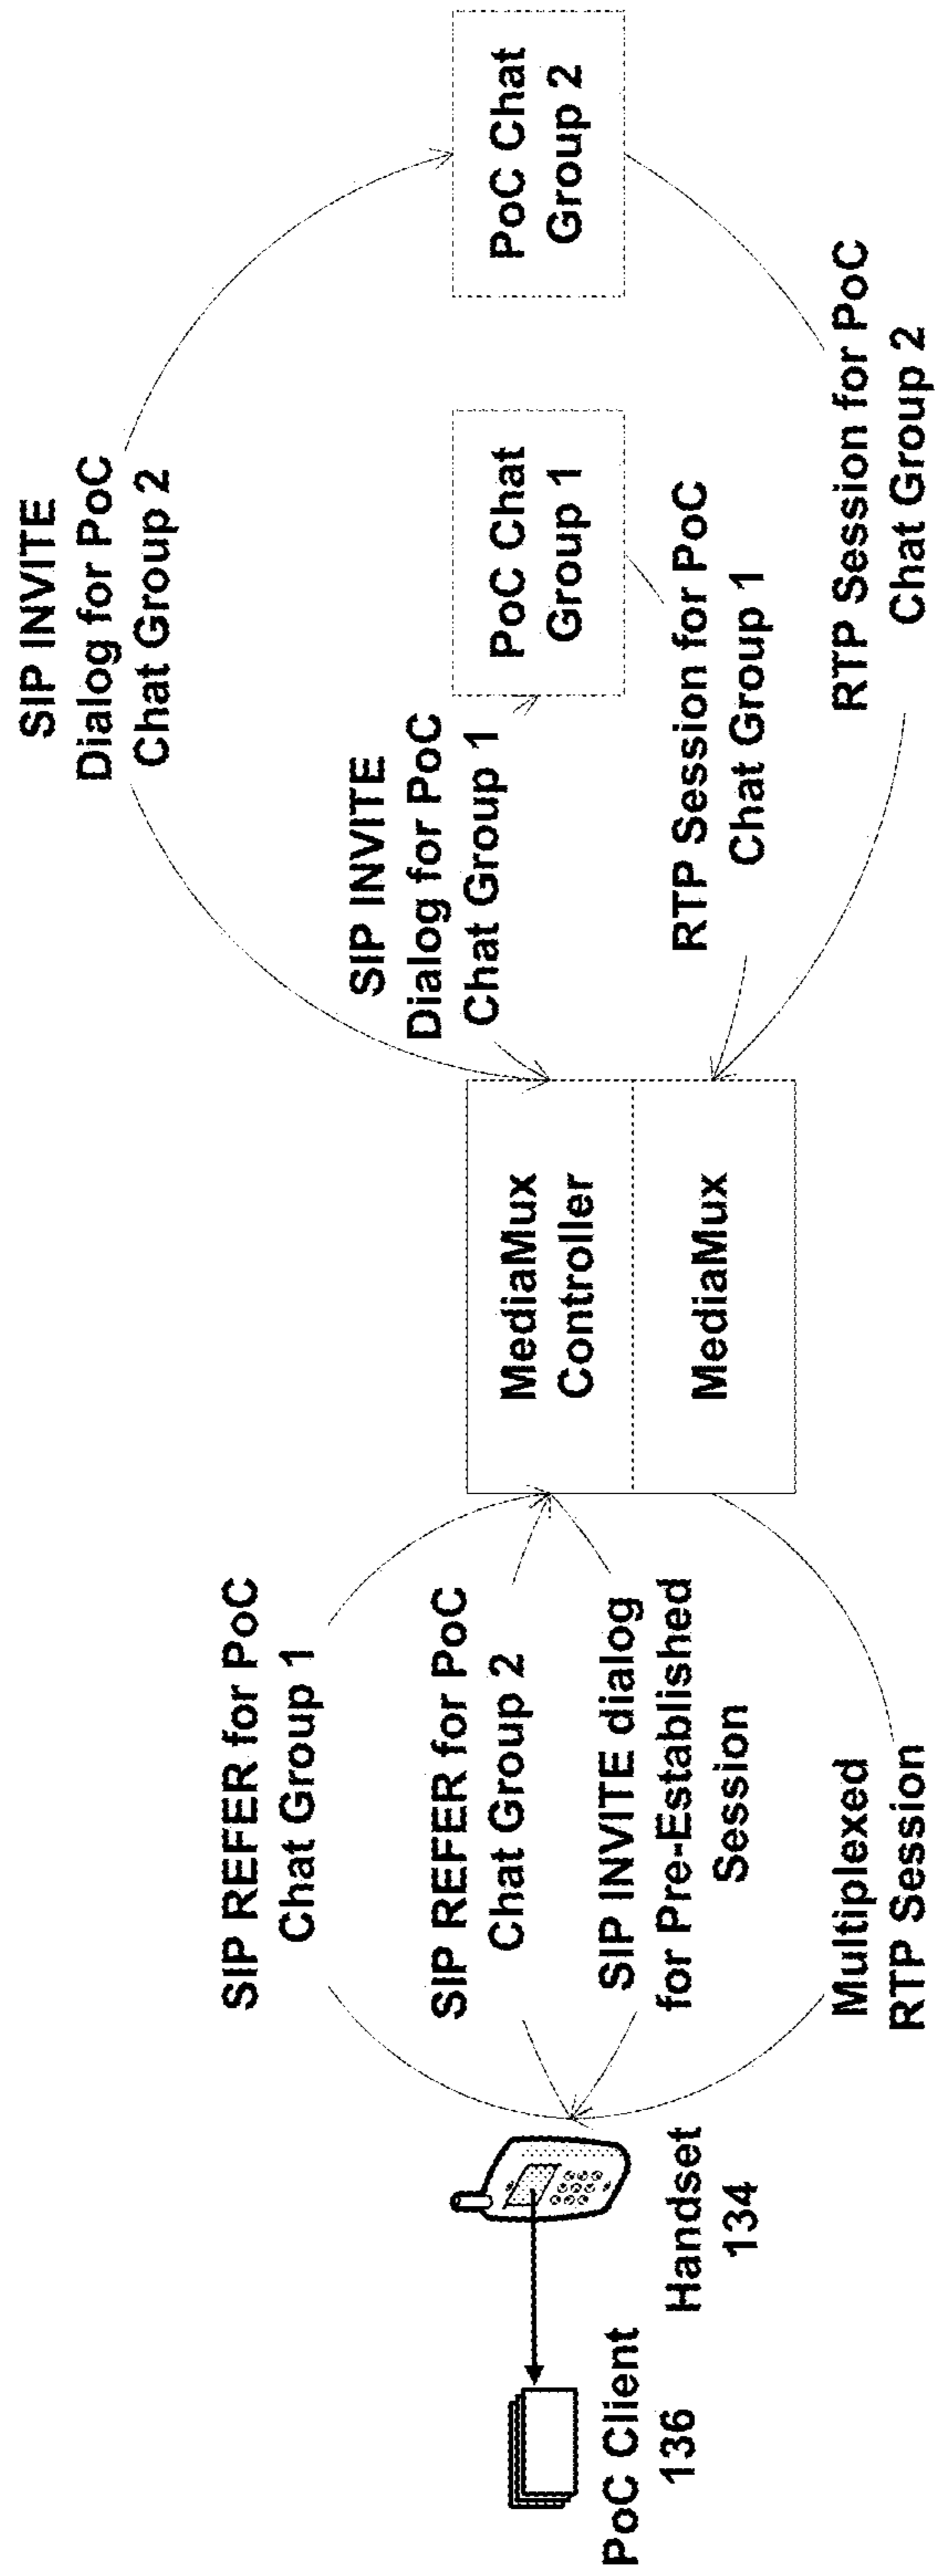 PoC Client
136
Handset
134
SIP REFER for PoC
Chat Group 1
SIP REFER for PoC
Chat Group 2
SIP INVITE dialog
for Pre-Established
Session
Multiplexed
RTP Session
MediaMux
Controller
MediaMux
SIP INVITE
Dialog for PoC
Chat Group 2
SIP INVITE
Dialog for PoC
Chat Group 1
RTP Session for PoC
Chat Group 1
RTP Session for PoC
Chat Group 2
PoC Chat
Group 1
PoC Chat
Group 2